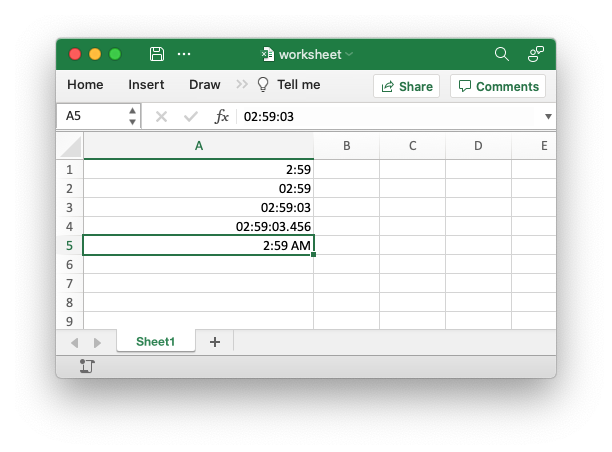 worksheet
Home Insert Draw Tell me Share Comments
A5 fx 02:59:03
A B C D E
1 2:59
2 02:59
3 02:59:03
4 02:59:03.456
5 2:59 AM
6
7
8
9
Sheet1 +